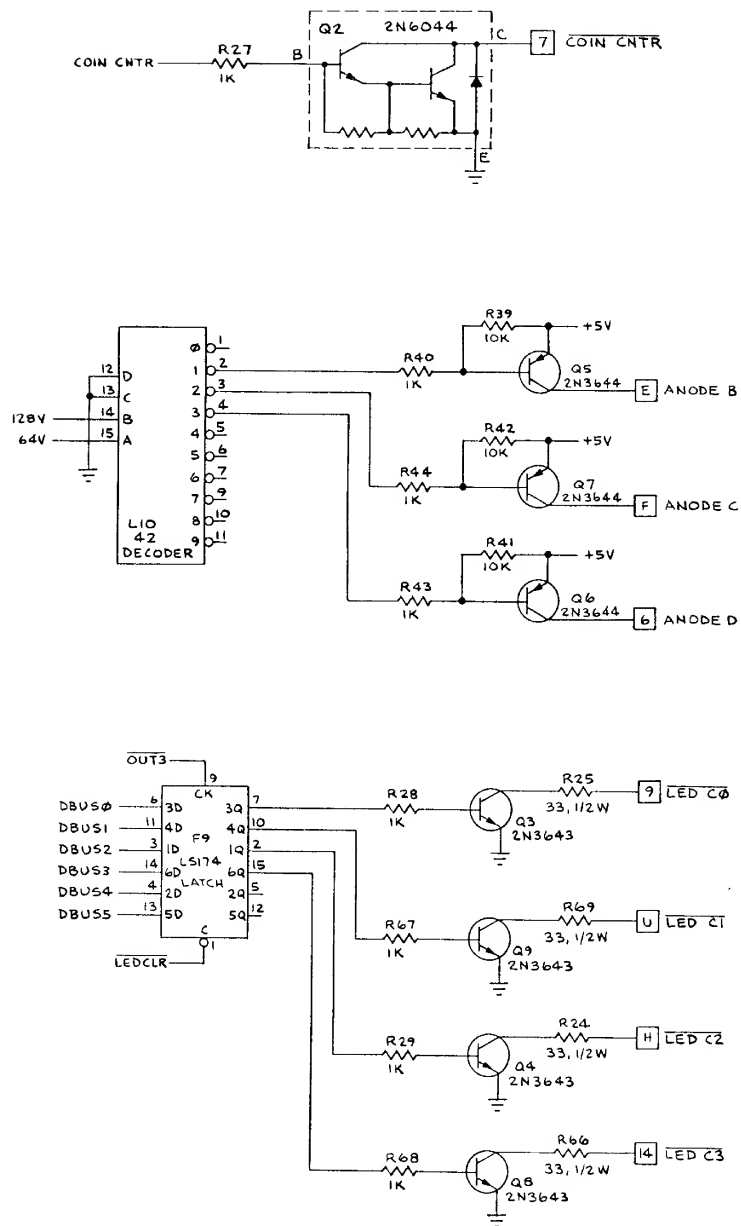 Q2 2N6044
COIN CNTR R27 1K B C 7 COIN CNTR
E
R39 10K +5V
Ø 1
12 D 1 2 R40 1K Q5 2N3644 E ANODE B
13 C 2 3
128V 14 B 3 4
64V 15 A 4 5
5 6
6 7
7 9
8 10
9 11
L10
42
DECODER
R42 10K +5V
R44 1K Q7 2N3644 F ANODE C
R41 10K +5V
R43 1K Q6 2N3644 6 ANODE D
OUT3
9
CK
DBUSØ 6 3D 3Q 7 R28 1K Q3 2N3643 R25 33, 1/2W 9 LED CØ
DBUS1 11 4D 4Q 10
DBUS2 3 1D 1Q 2
DBUS3 14 6D 6Q 15
DBUS4 4 2D 2Q 5
DBUS5 13 5D 5Q 12
F9
LS174
LATCH
C
1
LEDCLR
R67 1K Q9 2N3643 R69 33, 1/2W U LED C1
R29 1K Q4 2N3643 R24 33, 1/2W H LED C2
R68 1K Q8 2N3643 R66 33, 1/2W 14 LED C3